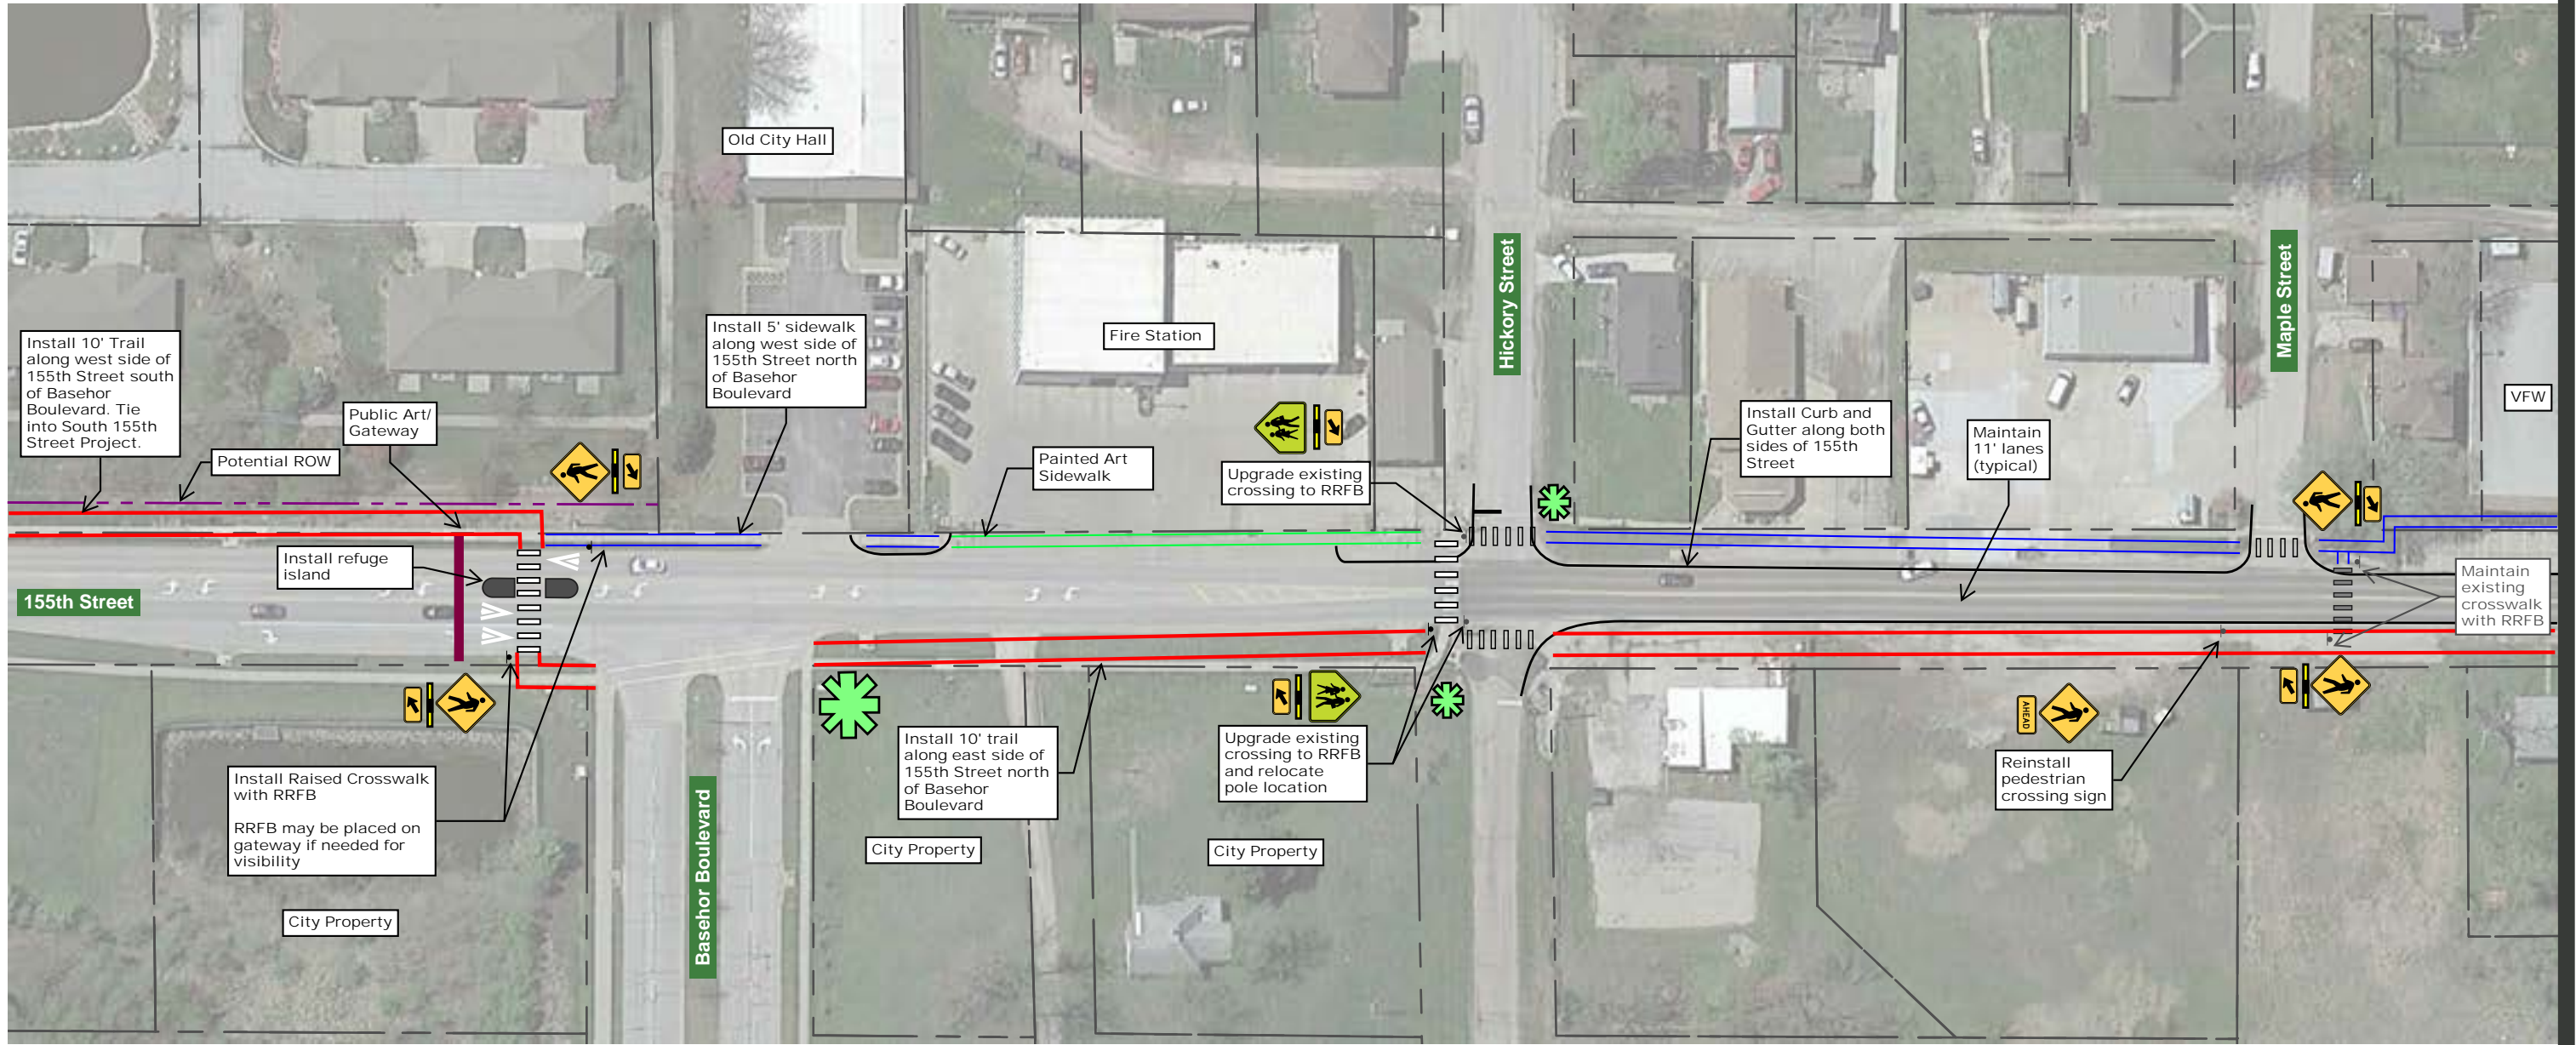 Old City Hall
Install 10' Trail
along west side of
155th Street south
of Basehor
Boulevard. Tie
into South 155th
Street Project.
Potential ROW
Public Art/
Gateway
Install 5' sidewalk
along west side of
155th Street north
of Basehor
Boulevard
Fire Station
Painted Art
Sidewalk
Upgrade existing
crossing to RRFB
Hickory Street
Install Curb and
Gutter along both
sides of 155th
Street
Maintain
11' lanes
(typical)
Maple Street
VFW
Install refuge
island
155th Street
Maintain
existing
crosswalk
with RRFB
Install Raised Crosswalk
with RRFB
RRFB may be placed on
gateway if needed for
visibility
City Property
Basehor Boulevard
Install 10' trail
along east side of
155th Street north
of Basehor
Boulevard
City Property
Upgrade existing
crossing to RRFB
and relocate
pole location
City Property
AHEAD
Reinstall
pedestrian
crossing sign